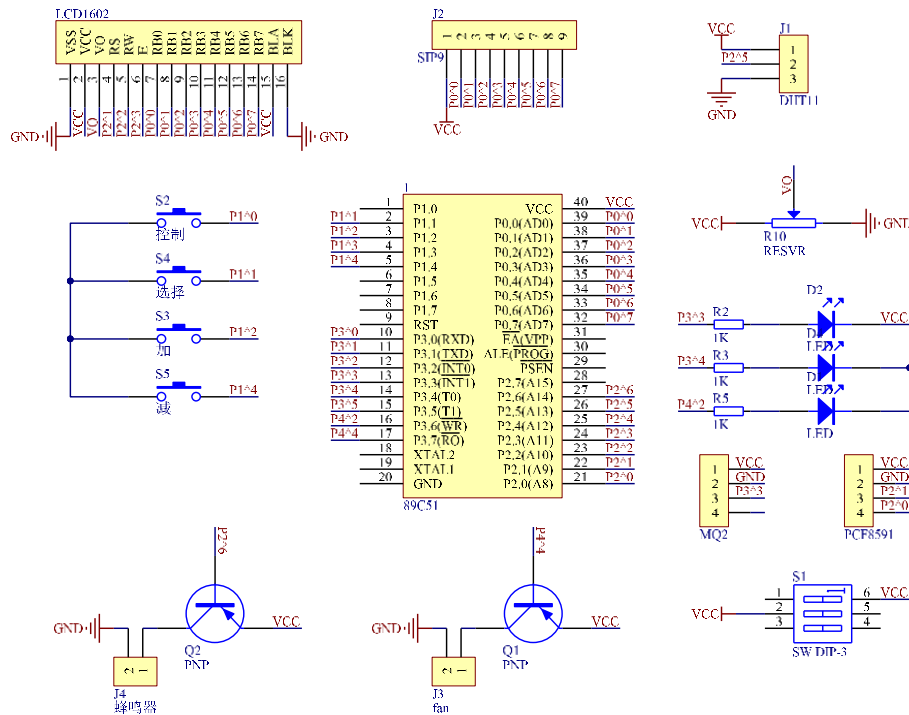 LCD1602
VSS VCC VO RS RW E RB0 RB1 RB2 RB3 RB4 RB5 RB6 RB7 BLA BLK
1 2 3 4 5 6 7 8 9 10 11 12 13 14 15 16
GND VCC VO P2^1 P2^2 P2^3 P0^0 P0^1 P0^2 P0^3 P0^4 P0^5 P0^6 P0^7 VCC GND
J2
1 2 3 4 5 6 7 8 9
SIP9
P0^0 P0^1 P0^2 P0^3 P0^4 P0^5 P0^6 P0^7
VCC
J1
VCC 1
P2^5 2
3
GND
DHT11
S2 P1^0
控制
S4 P1^1
选择
S3 P1^2
加
S5 P1^4
减
1
1 P1.0
P1^1 2 P1.1
P1^2 3 P1.2
P1^3 4 P1.3
P1^4 5 P1.4
6 P1.5
7 P1.6
8 P1.7
9 RST
P3^0 10 P3.0(RXD)
P3^1 11 P3.1(TXD)
P3^2 12 P3.2(INT0)
P3^3 13 P3.3(INT1)
P3^4 14 P3.4(T0)
P3^5 15 P3.5(T1)
P4^2 16 P3.6(WR)
P4^4 17 P3.7(RO)
18 XTAL2
19 XTAL1
20 GND
VCC 40 VCC
P0.0(AD0) 39 P0^0
P0.1(AD1) 38 P0^1
P0.2(AD2) 37 P0^2
P0.3(AD3) 36 P0^3
P0.4(AD4) 35 P0^4
P0.5(AD5) 34 P0^5
P0.6(AD6) 33 P0^6
P0.7(AD7) 32 P0^7
EA(VPP) 31
ALE(PROG) 30
PSEN 29
P2.7(A15) 28
P2.6(A14) 27 P2^6
P2.5(A13) 26 P2^5
P2.4(A12) 25 P2^4
P2.3(A11) 24 P2^3
P2.2(A10) 23 P2^2
P2.1(A9) 22 P2^1
P2.0(A8) 21 P2^0
89C51
VO
VCC GND
R10
RESVR
D2
P3^3 R2 VCC
1K LED
P3^4 R3
1K LED
P4^2 R5
1K LED
1 VCC
2 GND
3 P3^3
4
MQ2
1 VCC
2 GND
3 P2^1
4 P2^0
PCF8591
P2^6
GND VCC
Q2
PNP
2 1
J4
蜂鸣器
P4^4
GND VCC
Q1
PNP
2 1
J3
fan
S1
1 6 VCC
VCC 2 5
3 4
SW DIP-3